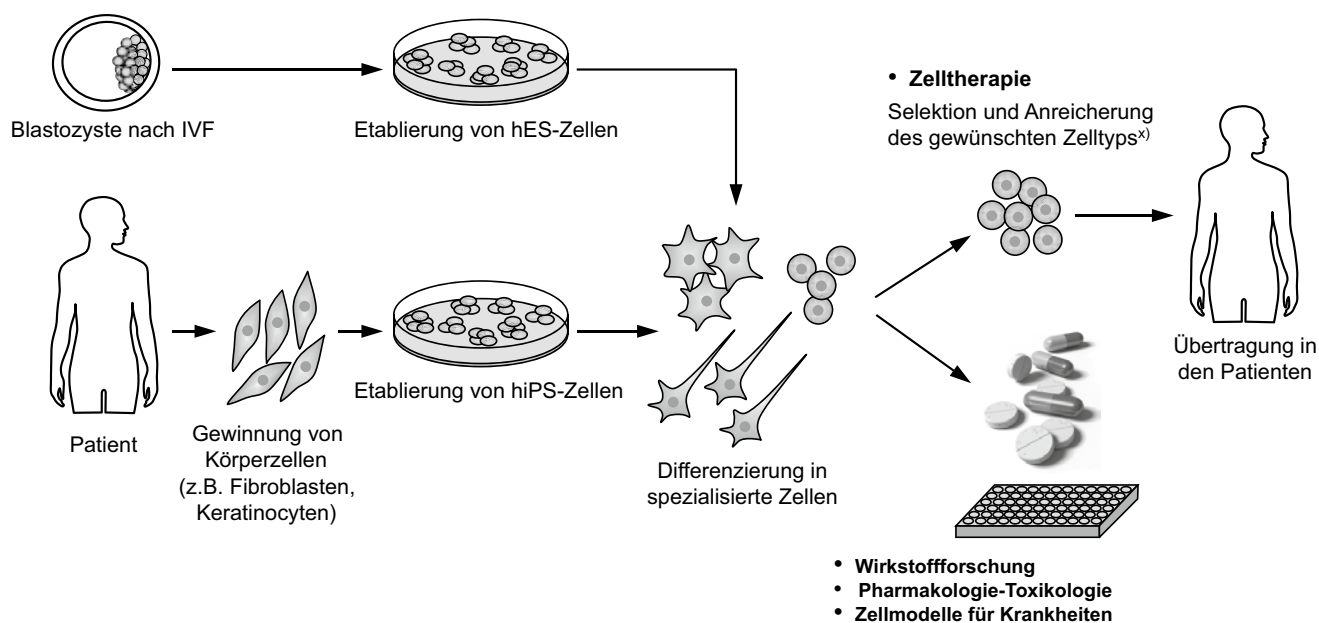 Blastozyste nach IVF
Etablierung von hES-Zellen
• Zelltherapie
Selektion und Anreicherung
des gewünschten Zelltypsx)
Patient
Gewinnung von
Körperzellen
(z.B. Fibroblasten,
Keratinocyten)
Etablierung von hiPS-Zellen
Differenzierung in
spezialisierte Zellen
Übertragung in
den Patienten
• Wirkstoffforschung
• Pharmakologie-Toxikologie
• Zellmodelle für Krankheiten